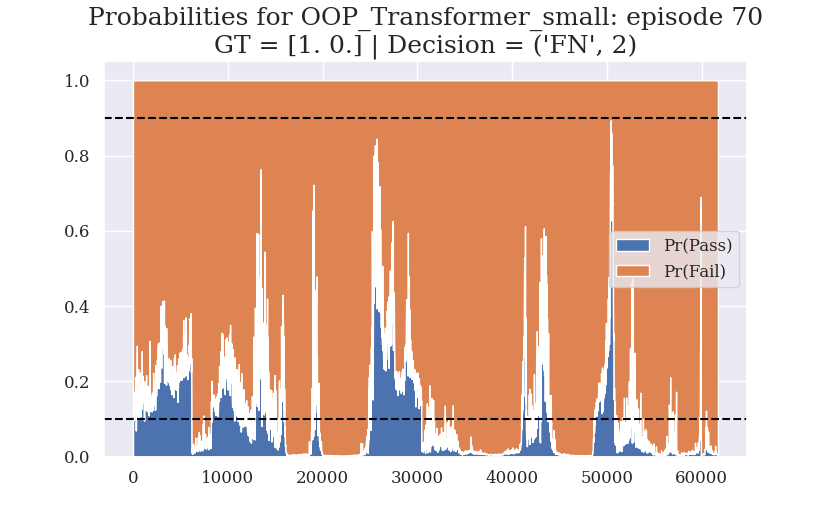 Probabilities for OOP_Transformer_small: episode 70
GT = [1. 0.] | Decision = ('FN', 2)
1.0
0.8
0.6
0.4
0.2
0.0
Pr(Pass)
Pr(Fail)
0 10000 20000 30000 40000 50000 60000